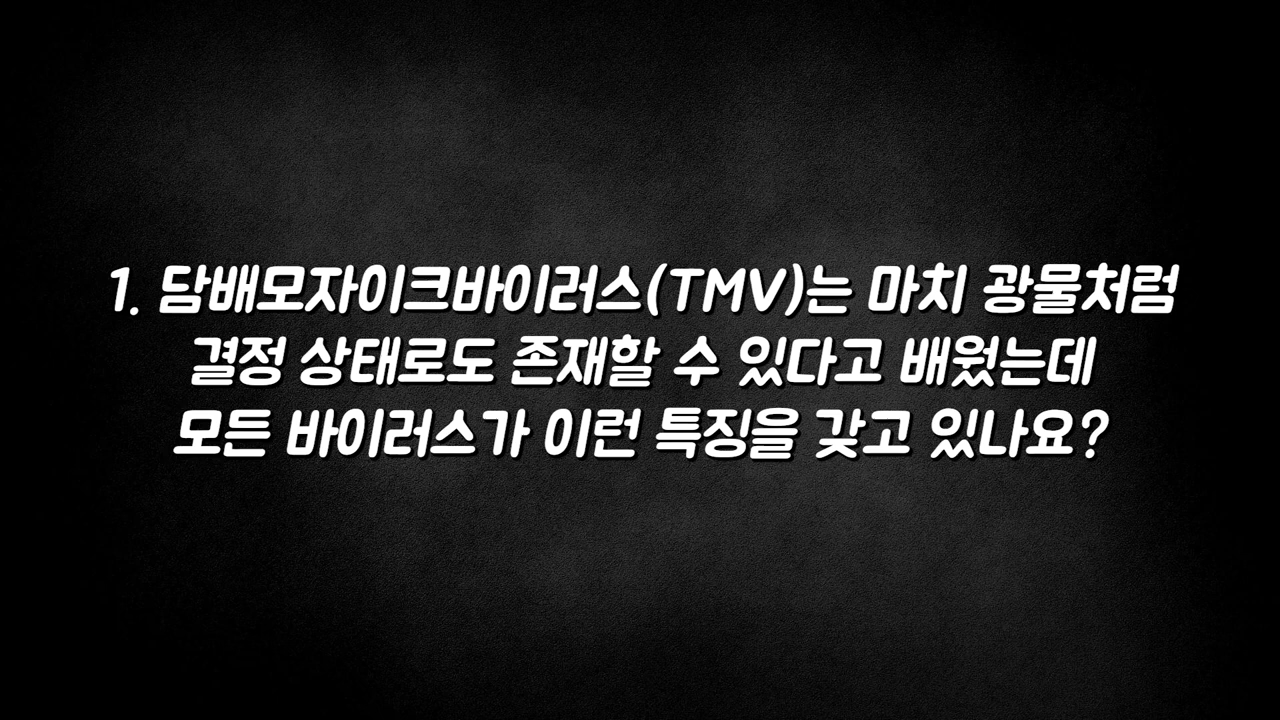 1. 담배모자이크바이러스(TMV)는 마치 광물처럼
결정 상태로도 존재할 수 있다고 배웠는데
모든 바이러스가 이런 특징을 갖고 있나요?